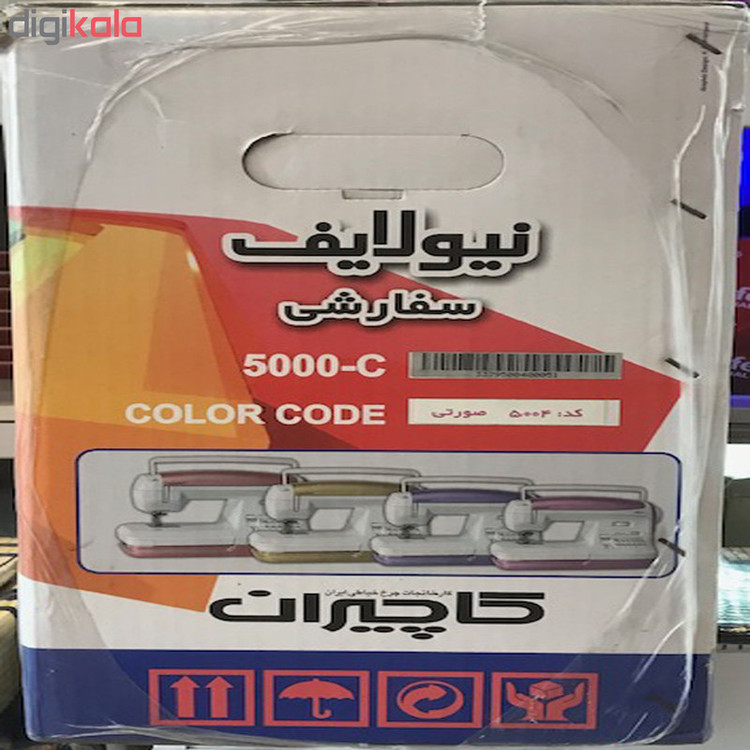 digikala
نیولایف
سفارشی
5000-C
COLOR CODE
کد: ۵۰۰۴ صورتی
کارخانجات چرخ خیاطی ایران
کاچیران